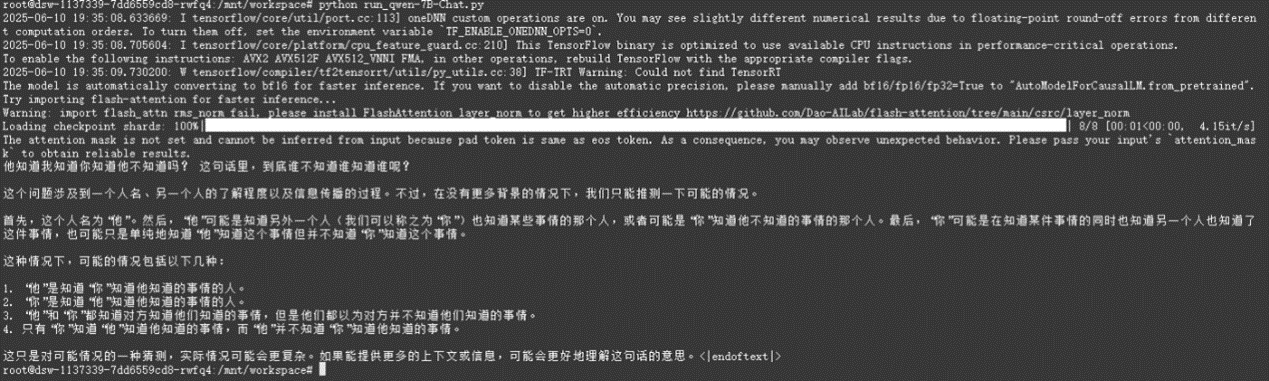 root@dsw-1137339-7dd6559cd8-rwfq4:/mnt/workspace# python run_qwen-7B-Chat.py
2025-06-10 19:35:08.633669: I tensorflow/core/util/port.cc:113] oneDNN custom operations are on. You may see slightly different numerical results due to floating-point round-off errors from differen
t computation orders. To turn them off, set the environment variable `TF_ENABLE_ONEDNN_OPTS=0`.
2025-06-10 19:35:08.705604: I tensorflow/core/platform/cpu_feature_guard.cc:210] This TensorFlow binary is optimized to use available CPU instructions in performance-critical operations.
To enable the following instructions: AVX2 AVX512F AVX512_VNNI FMA, in other operations, rebuild TensorFlow with the appropriate compiler flags.
2025-06-10 19:35:09.730200: W tensorflow/compiler/tf2tensorrt/utils/py_utils.cc:38] TF-TRT Warning: Could not find TensorRT
The model is automatically converting to bf16 for faster inference. If you want to disable the automatic precision, please manually add bf16/fp16/fp32=True to "AutoModelForCausalLM.from_pretrained".
Try importing flash-attention for faster inference...
Warning: import flash_attn rms_norm fail, please install FlashAttention layer_norm to get higher efficiency https://github.com/Dao-AILab/flash-attention/tree/main/csrc/layer_norm
Loading checkpoint shards: 100%| | 8/8 [00:01<00:00, 4.15it/s]
The attention mask is not set and cannot be inferred from input because pad token is same as eos token. As a consequence, you may observe unexpected behavior. Please pass your input's `attention_mas
k` to obtain reliable results.
他知道我知道你知道他不知道吗? 这句话里,到底谁不知道谁知道谁呢?
这个问题涉及到一个人名、另一个人的了解程度以及信息传播的过程。不过,在没有更多背景的情况下,我们只能推测一下可能的情况。
首先,这个人名为“他”。然后,“他”可能是知道另外一个人(我们可以称之为“你”)也知道某些事情的那个人,或者可能是“你”知道他不知道的事情的那个人。最后,“你”可能是在知道某件事情的同时也知道另一个人也知道了
这件事情,也可能只是单纯地知道“他”知道这个事情但并不知道“你”知道这个事情。
这种情况下,可能的情况包括以下几种:
1. “他”是知道“你”知道他知道的事情的人。
2. “你”是知道“他”知道他知道的事情的人。
3. “他”和“你”都知道对方知道他们知道的事情,但是他们都以为对方并不知道他们知道的事情。
4. 只有“你”知道“他”知道他知道的事情,而“他”并不知道“你”知道他知道的事情。
这只是对可能情况的一种猜测,实际情况可能会更复杂。如果能提供更多的上下文或信息,可能会更好地理解这句话的意思。<|endoftext|>
root@dsw-1137339-7dd6559cd8-rwfq4:/mnt/workspace#